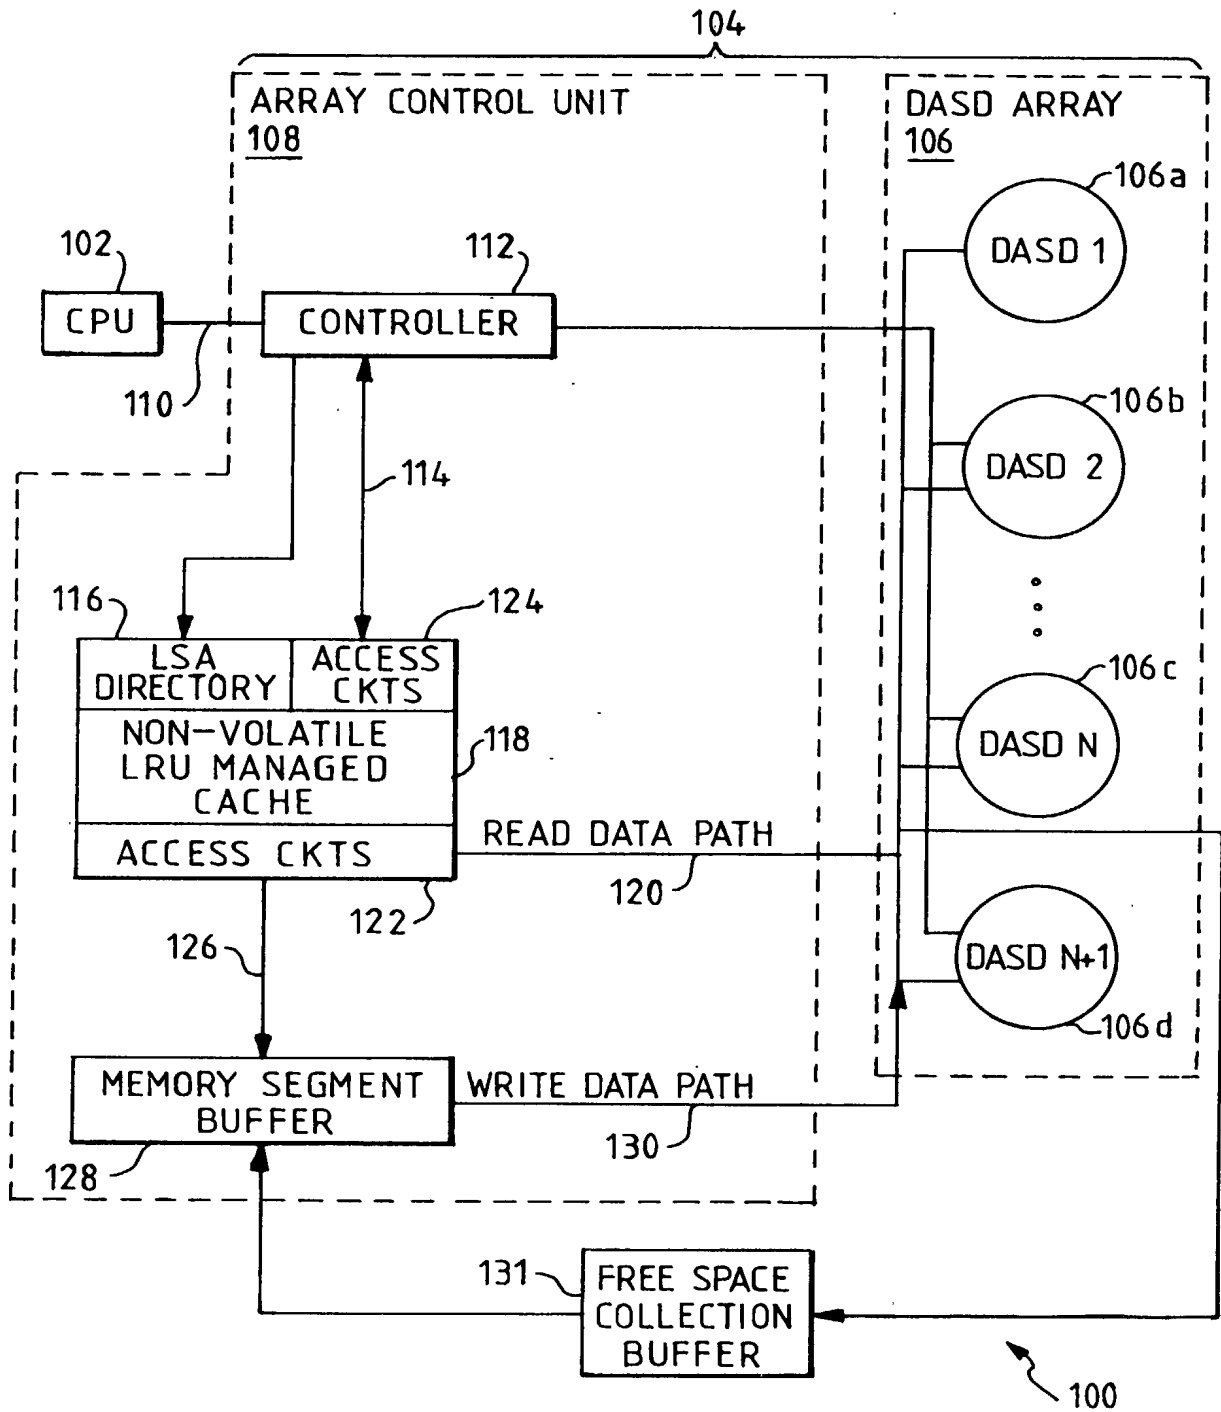 104
ARRAY CONTROL UNIT
108
DASD ARRAY
106
106a
DASD 1
102
112
CPU
CONTROLLER
110
106b
DASD 2
114
116
124
LSA
DIRECTORY
ACCESS
CKTS
106c
DASD N
NON-VOLATILE
LRU MANAGED
CACHE
118
READ DATA PATH
ACCESS CKTS
120
122
126
DASD N+1
106d
MEMORY SEGMENT
BUFFER
WRITE DATA PATH
130
128
131
FREE SPACE
COLLECTION
BUFFER
100